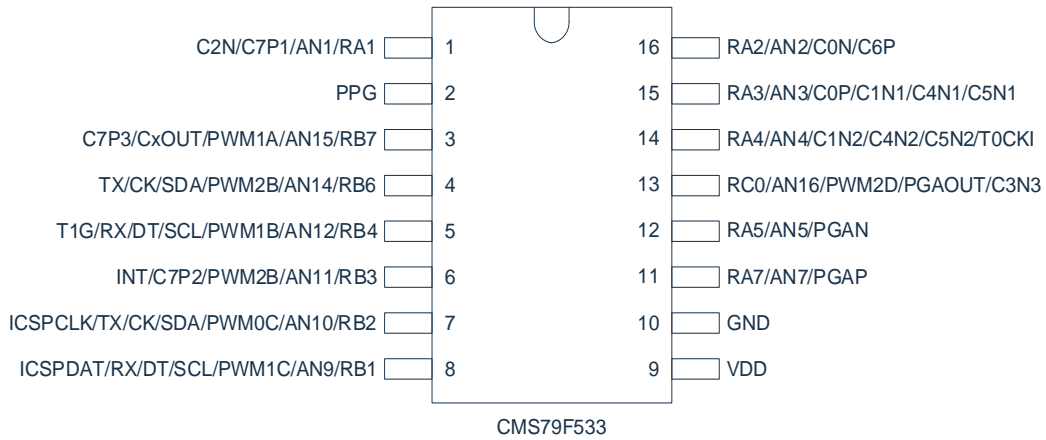 C2N/C7P1/AN1/RA1 1 16 RA2/AN2/C0N/C6P
PPG 2 15 RA3/AN3/C0P/C1N1/C4N1/C5N1
C7P3/CxOUT/PWM1A/AN15/RB7 3 14 RA4/AN4/C1N2/C4N2/C5N2/T0CKI
TX/CK/SDA/PWM2B/AN14/RB6 4 13 RC0/AN16/PWM2D/PGAOUT/C3N3
T1G/RX/DT/SCL/PWM1B/AN12/RB4 5 12 RA5/AN5/PGAN
INT/C7P2/PWM2B/AN11/RB3 6 11 RA7/AN7/PGAP
ICSPCLK/TX/CK/SDA/PWM0C/AN10/RB2 7 10 GND
ICSPDAT/RX/DT/SCL/PWM1C/AN9/RB1 8 9 VDD
CMS79F533